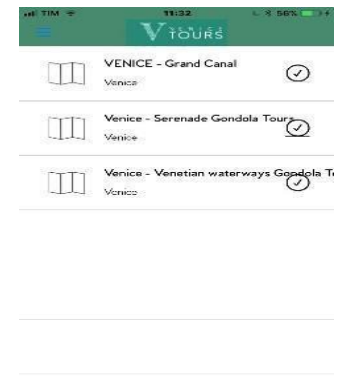 TIM 11:32 56%
VENICE
TOURS
VENICE - Grand Canal
Venice
Venice - Serenade Gondola Tours
Venice
Venice - Venetian waterways Gondola T
Venice